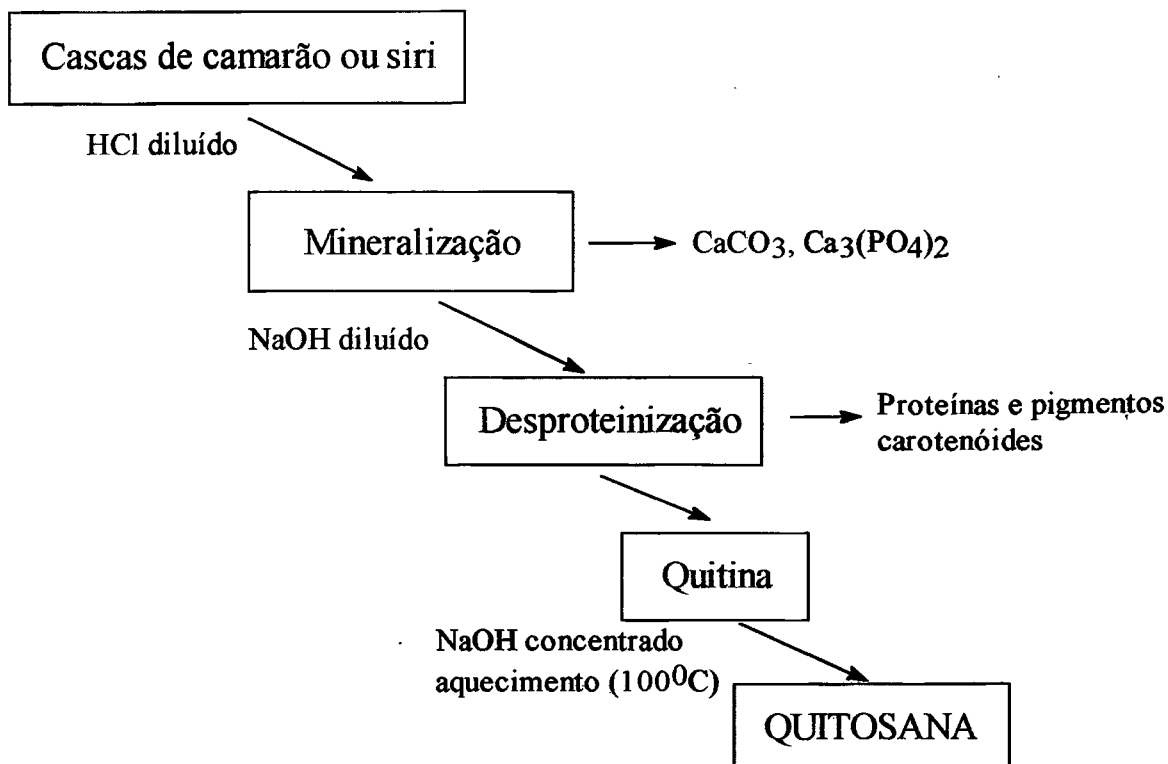 Cascas de camarão ou siri
HCl diluído
Mineralização
CaCO3, Ca3(PO4)2
NaOH diluído
Desproteinização
Proteínas e pigmentos
carotenóides
Quitina
NaOH concentrado
aquecimento (100⁰C)
QUITOSANA